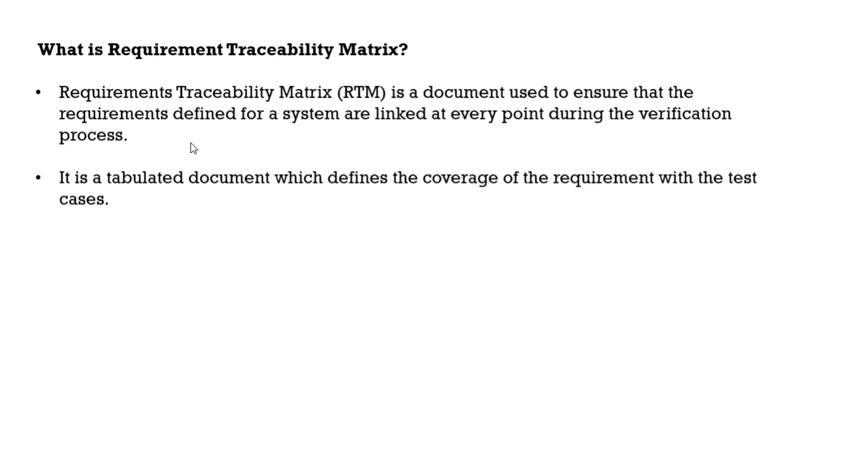 What is Requirement Traceability Matrix?
• Requirements Traceability Matrix (RTM) is a document used to ensure that the
requirements defined for a system are linked at every point during the verification
process.
• It is a tabulated document which defines the coverage of the requirement with the test
cases.